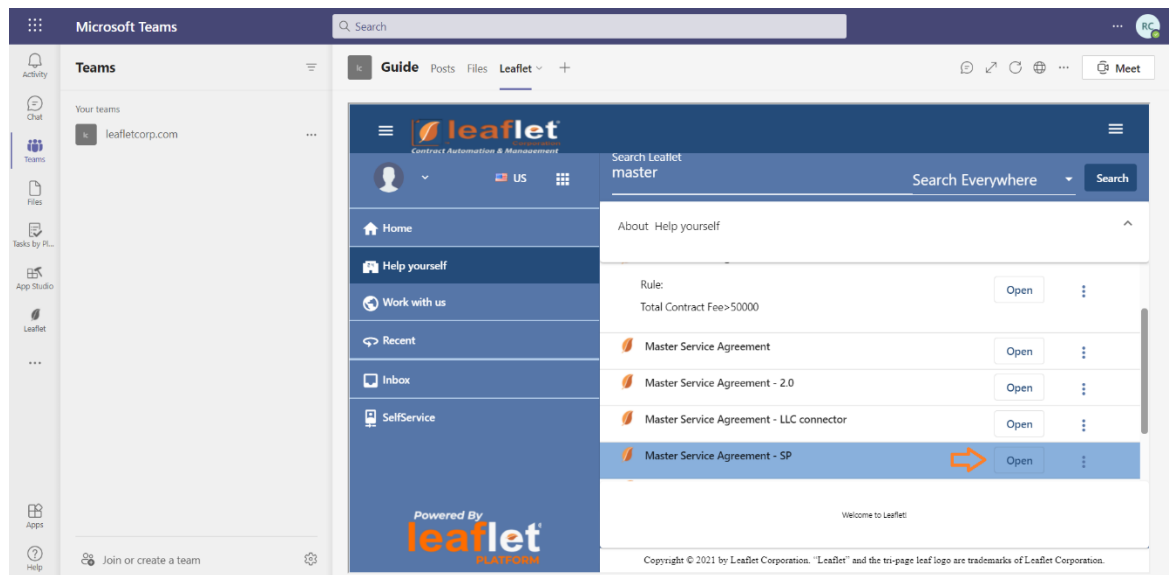 Microsoft Teams
Search
RC
Activity
Chat
Teams
Files
Tasks by Pl...
App Studio
Leaflet
Apps
Help
Teams
Your teams
lc
leafletcorp.com
Join or create a team
lc
Guide Posts Files Leaflet
Meet
leaflet
Corporation
Contract Automation & Management
US
Home
Help yourself
Work with us
Recent
Inbox
SelfService
Powered By
leaflet
PLATFORM
Search Leaflet
master
Search Everywhere
Search
About Help yourself
Rule:
Total Contract Fee>50000
Open
Master Service Agreement
Open
Master Service Agreement - 2.0
Open
Master Service Agreement - LLC connector
Open
Master Service Agreement - SP
Open
Welcome to Leaflet!
Copyright © 2021 by Leaflet Corporation. "Leaflet" and the tri-page leaf logo are trademarks of Leaflet Corporation.